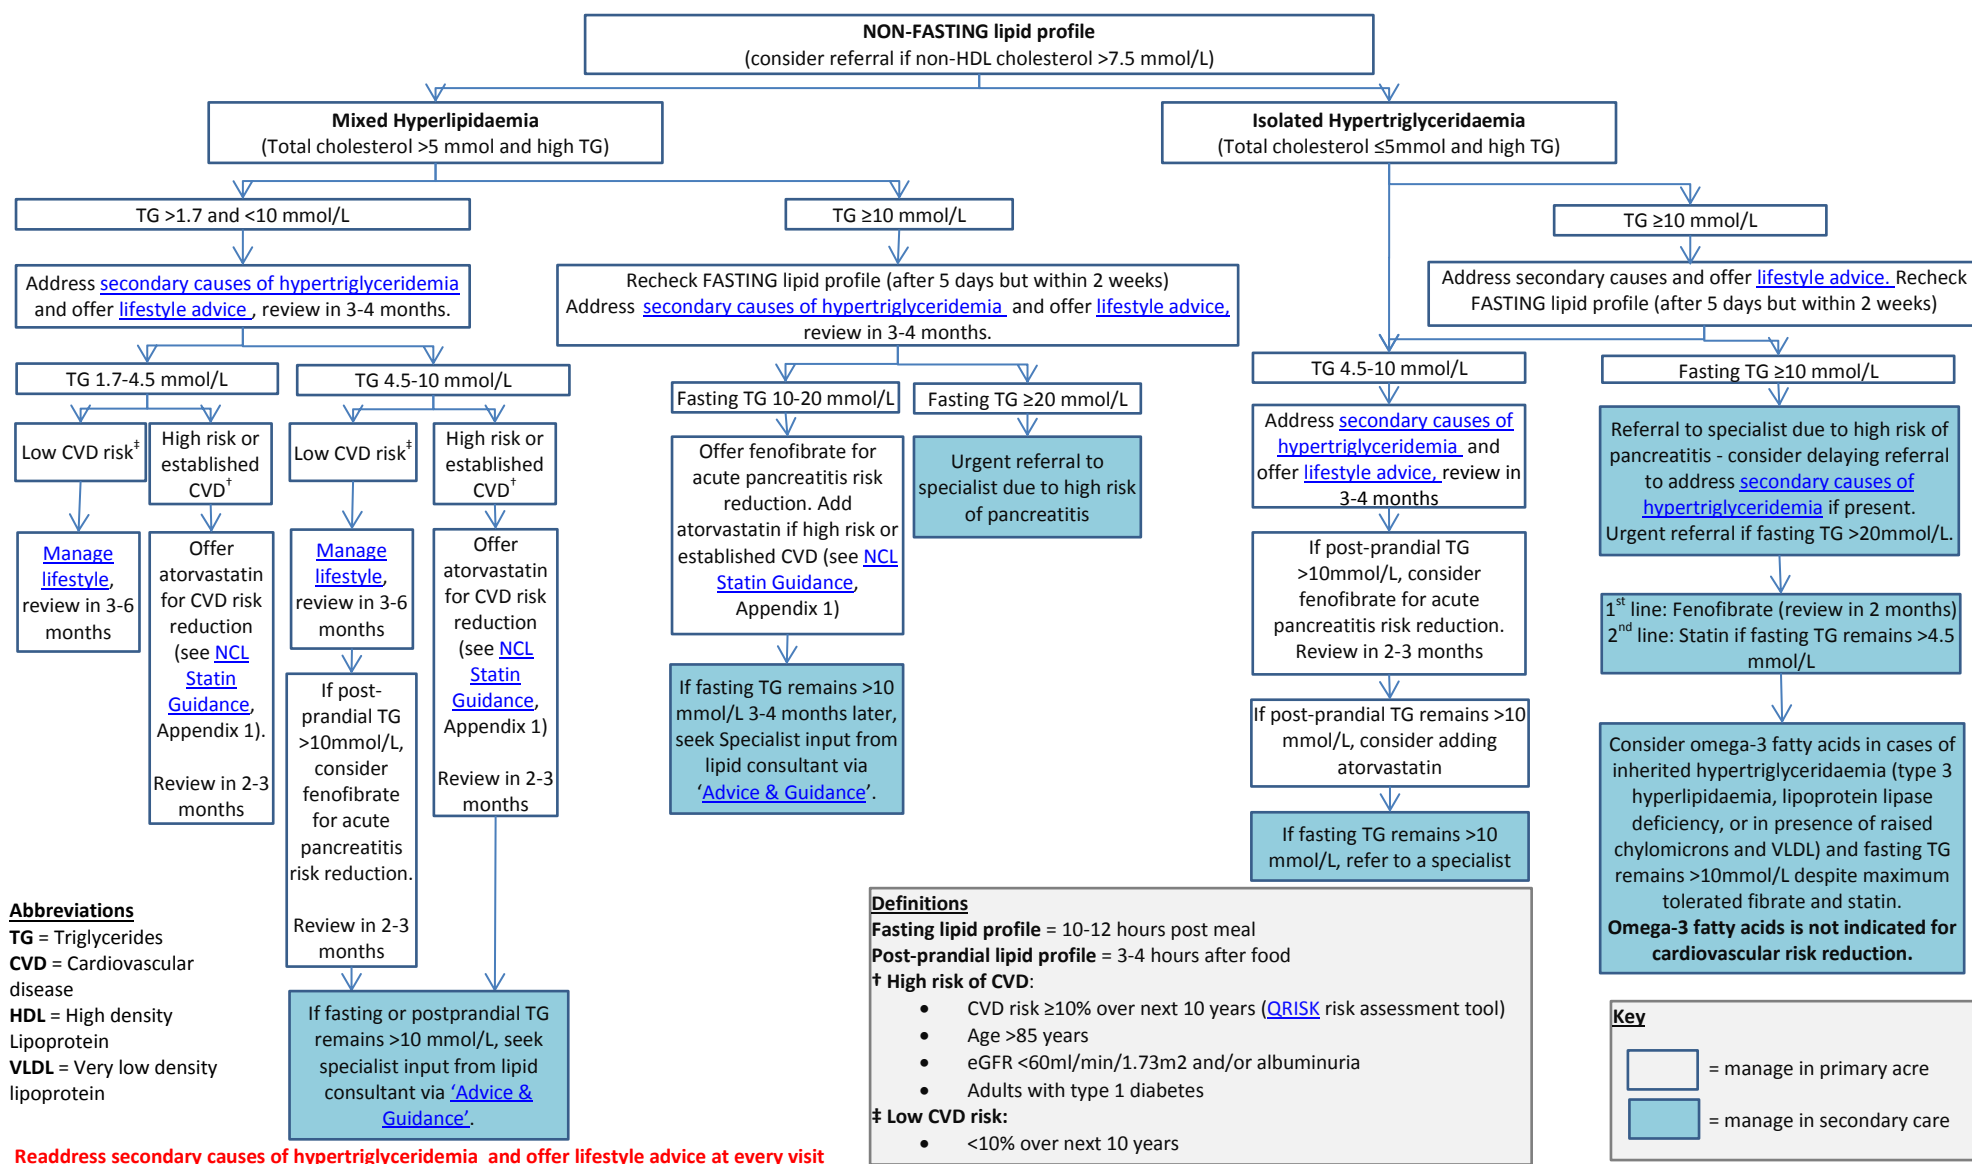 NON-FASTING lipid profile
(consider referral if non-HDL cholesterol >7.5 mmol/L)
Mixed Hyperlipidaemia
(Total cholesterol >5 mmol and high TG)
Isolated Hypertriglyceridaemia
(Total cholesterol ≤5mmol and high TG)
TG >1.7 and <10 mmol/L
TG ≥10 mmol/L
TG ≥10 mmol/L
Address secondary causes of hypertriglyceridemia
and offer lifestyle advice , review in 3-4 months.
Recheck FASTING lipid profile (after 5 days but within 2 weeks)
Address secondary causes of hypertriglyceridemia and offer lifestyle advice,
review in 3-4 months.
Address secondary causes and offer lifestyle advice. Recheck
FASTING lipid profile (after 5 days but within 2 weeks)
TG 1.7-4.5 mmol/L
TG 4.5-10 mmol/L
Fasting TG 10-20 mmol/L
Fasting TG ≥20 mmol/L
TG 4.5-10 mmol/L
Fasting TG ≥10 mmol/L
Low CVD risk‡
High risk or
established
CVD†
Low CVD risk‡
High risk or
established
CVD†
Manage
lifestyle,
review in 3-6
months
Offer
atorvastatin
for CVD risk
reduction
(see NCL
Statin
Guidance,
Appendix 1).
Review in 2-3
months
Manage
lifestyle,
review in 3-6
months
If post-
prandial TG
>10mmol/L,
consider
fenofibrate
for acute
pancreatitis
risk reduction.
Review in 2-3
months
Offer
atorvastatin
for CVD risk
reduction
(see NCL
Statin
Guidance,
Appendix 1)
Review in 2-3
months
If fasting or postprandial TG
remains >10 mmol/L, seek
specialist input from lipid
consultant via ‘Advice &
Guidance’.
Offer fenofibrate for
acute pancreatitis risk
reduction. Add
atorvastatin if high risk or
established CVD (see NCL
Statin Guidance,
Appendix 1)
If fasting TG remains >10
mmol/L 3-4 months later,
seek Specialist input from
lipid consultant via
‘Advice & Guidance’.
Urgent referral to
specialist due to high risk
of pancreatitis
Address secondary causes of
hypertriglyceridemia and
offer lifestyle advice, review in
3-4 months
If post-prandial TG
>10mmol/L, consider
fenofibrate for acute
pancreatitis risk reduction.
Review in 2-3 months
If post-prandial TG remains >10
mmol/L, consider adding
atorvastatin
If fasting TG remains >10
mmol/L, refer to a specialist
Referral to specialist due to high risk of
pancreatitis - consider delaying referral
to address secondary causes of
hypertriglyceridemia if present.
Urgent referral if fasting TG >20mmol/L.
1st line: Fenofibrate (review in 2 months)
2nd line: Statin if fasting TG remains >4.5
mmol/L
Consider omega-3 fatty acids in cases of
inherited hypertriglyceridaemia (type 3
hyperlipidaemia, lipoprotein lipase
deficiency, or in presence of raised
chylomicrons and VLDL) and fasting TG
remains >10mmol/L despite maximum
tolerated fibrate and statin.
Omega-3 fatty acids is not indicated for
cardiovascular risk reduction.
Abbreviations
TG = Triglycerides
CVD = Cardiovascular
disease
HDL = High density
Lipoprotein
VLDL = Very low density
lipoprotein
Definitions
Fasting lipid profile = 10-12 hours post meal
Post-prandial lipid profile = 3-4 hours after food
† High risk of CVD:
• CVD risk ≥10% over next 10 years (QRISK risk assessment tool)
• Age >85 years
• eGFR <60ml/min/1.73m2 and/or albuminuria
• Adults with type 1 diabetes
‡ Low CVD risk:
• <10% over next 10 years
Key
= manage in primary acre
= manage in secondary care
Readdress secondary causes of hypertriglyceridemia and offer lifestyle advice at every visit